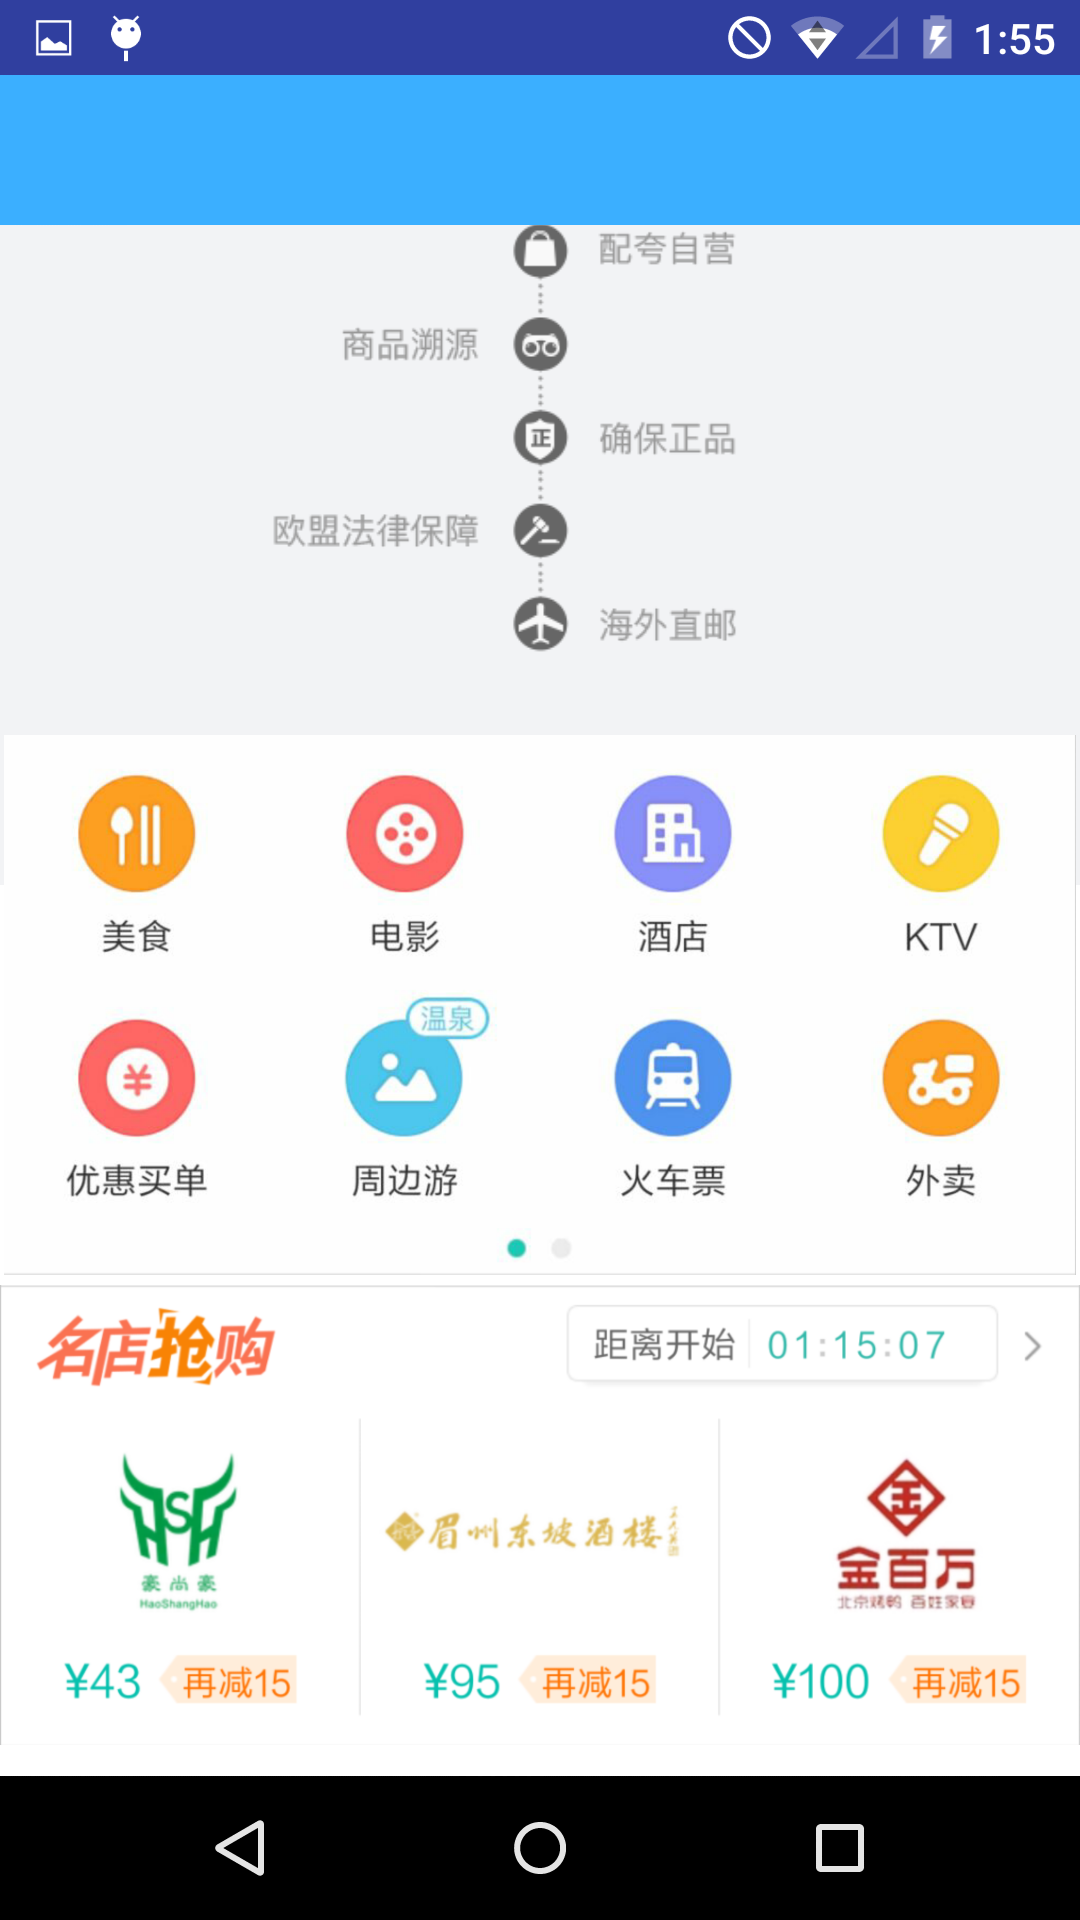 1:55
配夸自营
商品溯源
正 确保正品
欧盟法律保障
海外直邮
美食 电影 酒店 KTV
温泉
优惠买单 周边游 火车票 外卖
名店抢购 距离开始 01:15:07
HSH
豪尚豪
HaoShangHao
眉州东坡酒楼
金百万
北京烤鸭 百姓家宴
¥43 再减15 ¥95 再减15 ¥100 再减15